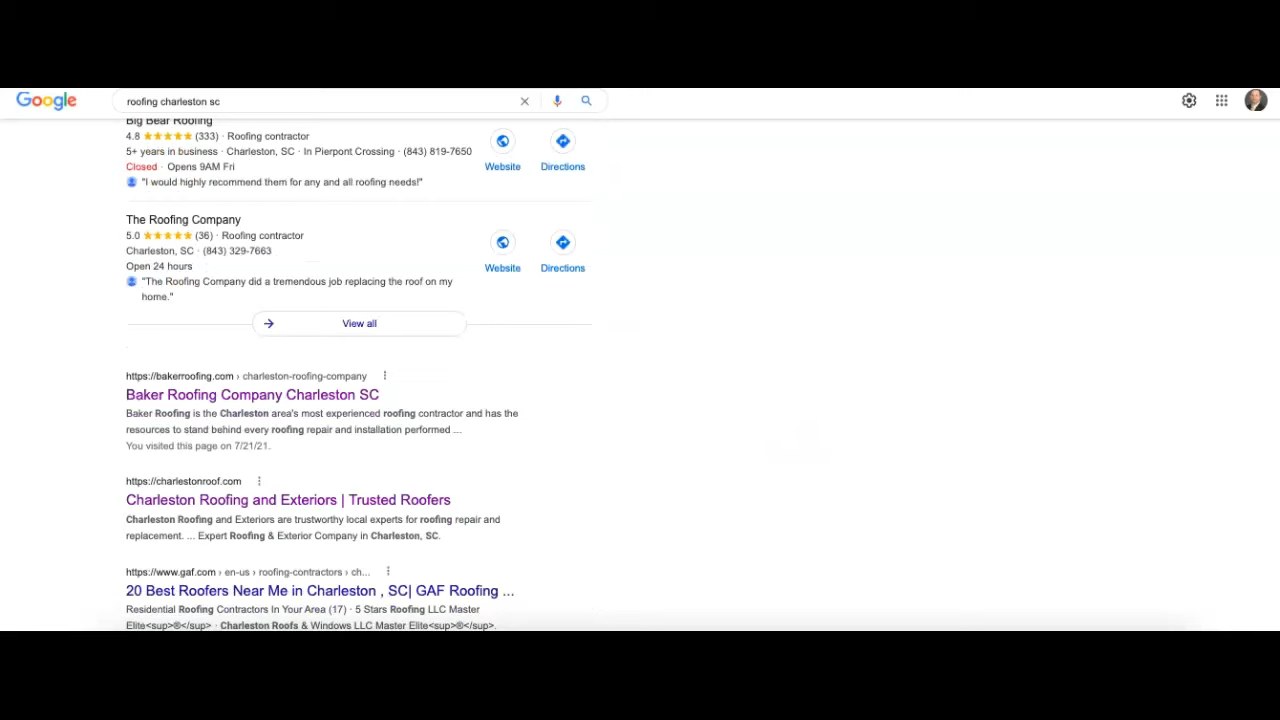 Google
roofing charleston sc
Big Bear Roofing
4.8 ★★★★★ (333) · Roofing contractor
5+ years in business · Charleston, SC · In Pierpont Crossing · (843) 819-7650
Closed · Opens 9AM Fri
Website
Directions
"I would highly recommend them for any and all roofing needs!"
The Roofing Company
5.0 ★★★★★ (36) · Roofing contractor
Charleston, SC · (843) 329-7663
Open 24 hours
Website
Directions
"The Roofing Company did a tremendous job replacing the roof on my
home."
View all
https://bakerroofing.com › charleston-roofing-company
Baker Roofing Company Charleston SC
Baker Roofing is the Charleston area's most experienced roofing contractor and has the
resources to stand behind every roofing repair and installation performed ...
You visited this page on 7/21/21.
https://charlestonroof.com
Charleston Roofing and Exteriors | Trusted Roofers
Charleston Roofing and Exteriors are trustworthy local experts for roofing repair and
replacement. ... Expert Roofing & Exterior Company in Charleston, SC.
https://www.gaf.com › en-us › roofing-contractors › ch...
20 Best Roofers Near Me in Charleston , SC| GAF Roofing ...
Residential Roofing Contractors In Your Area (17) · 5 Stars Roofing LLC Master
Elite<sup>®</sup> · Charleston Roofs & Windows LLC Master Elite<sup>®</sup>.